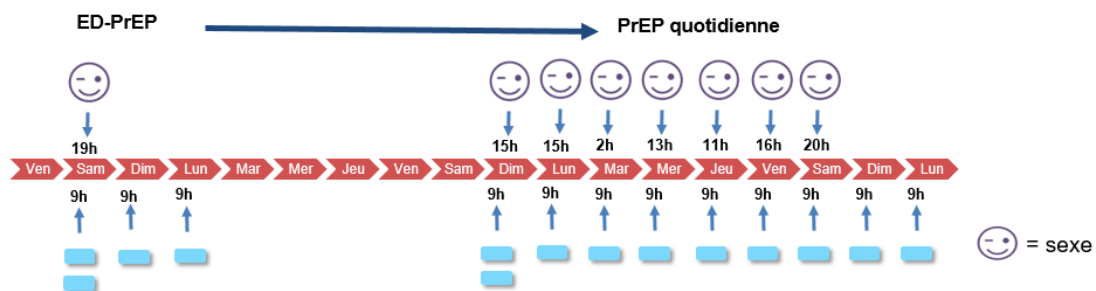 ED-PrEP
PrEP quotidienne
19h 15h 15h 2h 13h 11h 16h 20h
Ven Sam Dim Lun Mar Mer Jeu Ven Sam Dim Lun Mar Mer Jeu Ven Sam Dim Lun
9h 9h 9h 9h 9h 9h 9h 9h 9h 9h 9h 9h
= sexe